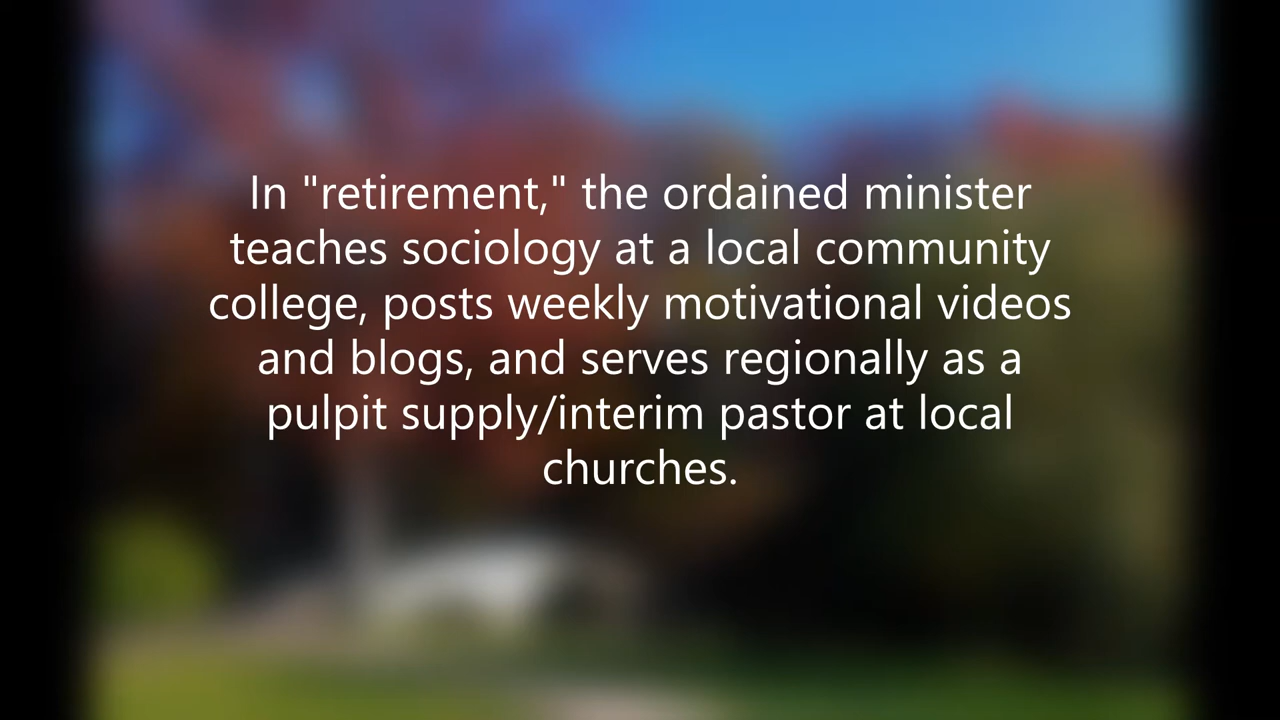 In "retirement," the ordained minister
teaches sociology at a local community
college, posts weekly motivational videos
and blogs, and serves regionally as a
pulpit supply/interim pastor at local
churches.